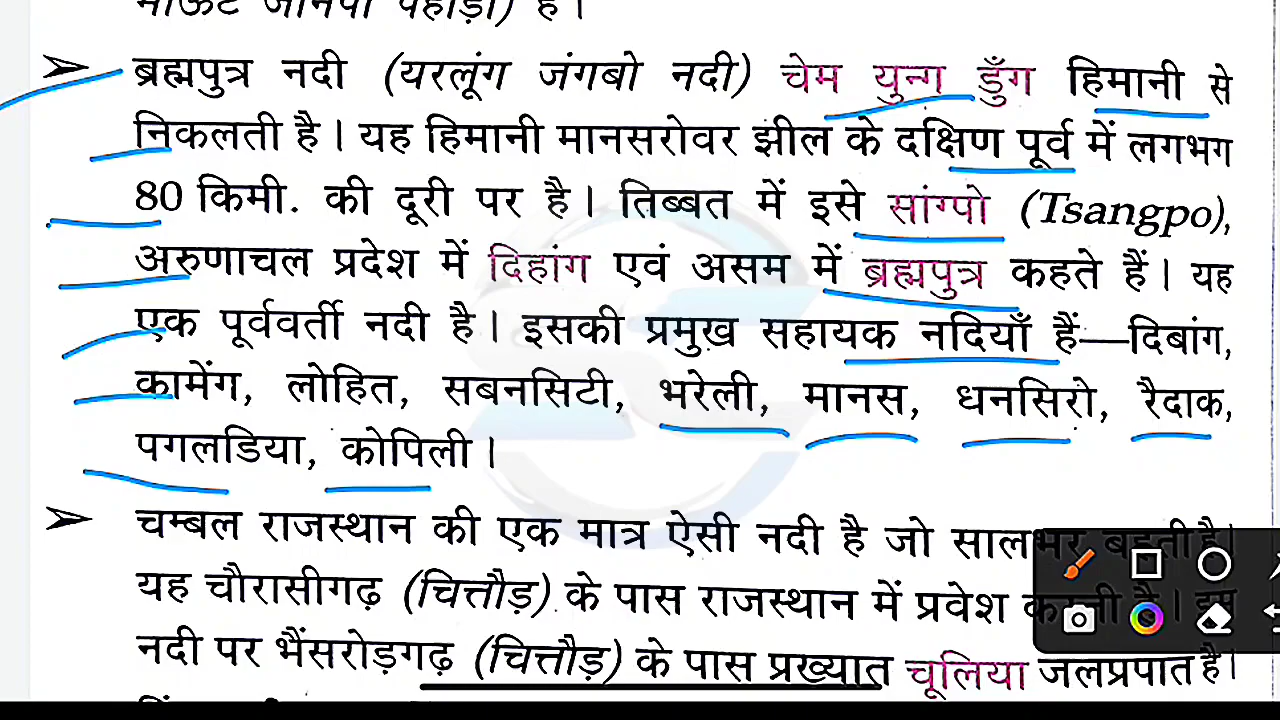 माऊंट जानपा पहाड़ी) है।
➢ ब्रह्मपुत्र नदी (यरलूंग जंगबो नदी) चेम युन्ग डुँग हिमानी से
निकलती है। यह हिमानी मानसरोवर झील के दक्षिण पूर्व में लगभग
80 किमी. की दूरी पर है। तिब्बत में इसे सांग्पो (Tsangpo),
अरुणाचल प्रदेश में दिहांग एवं असम में ब्रह्मपुत्र कहते हैं। यह
एक पूर्ववर्ती नदी है। इसकी प्रमुख सहायक नदियाँ हैं—दिबांग,
कामेंग, लोहित, सबनसिटी, भरेली, मानस, धनसिरो, रैदाक,
पगलडिया, कोपिली।
➢ चम्बल राजस्थान की एक मात्र ऐसी नदी है जो सालभर बहती है।
यह चौरासीगढ़ (चित्तौड़) के पास राजस्थान में प्रवेश करती है। इस
नदी पर भैंसरोड़गढ़ (चित्तौड़) के पास प्रख्यात चूलिया जलप्रपात है।